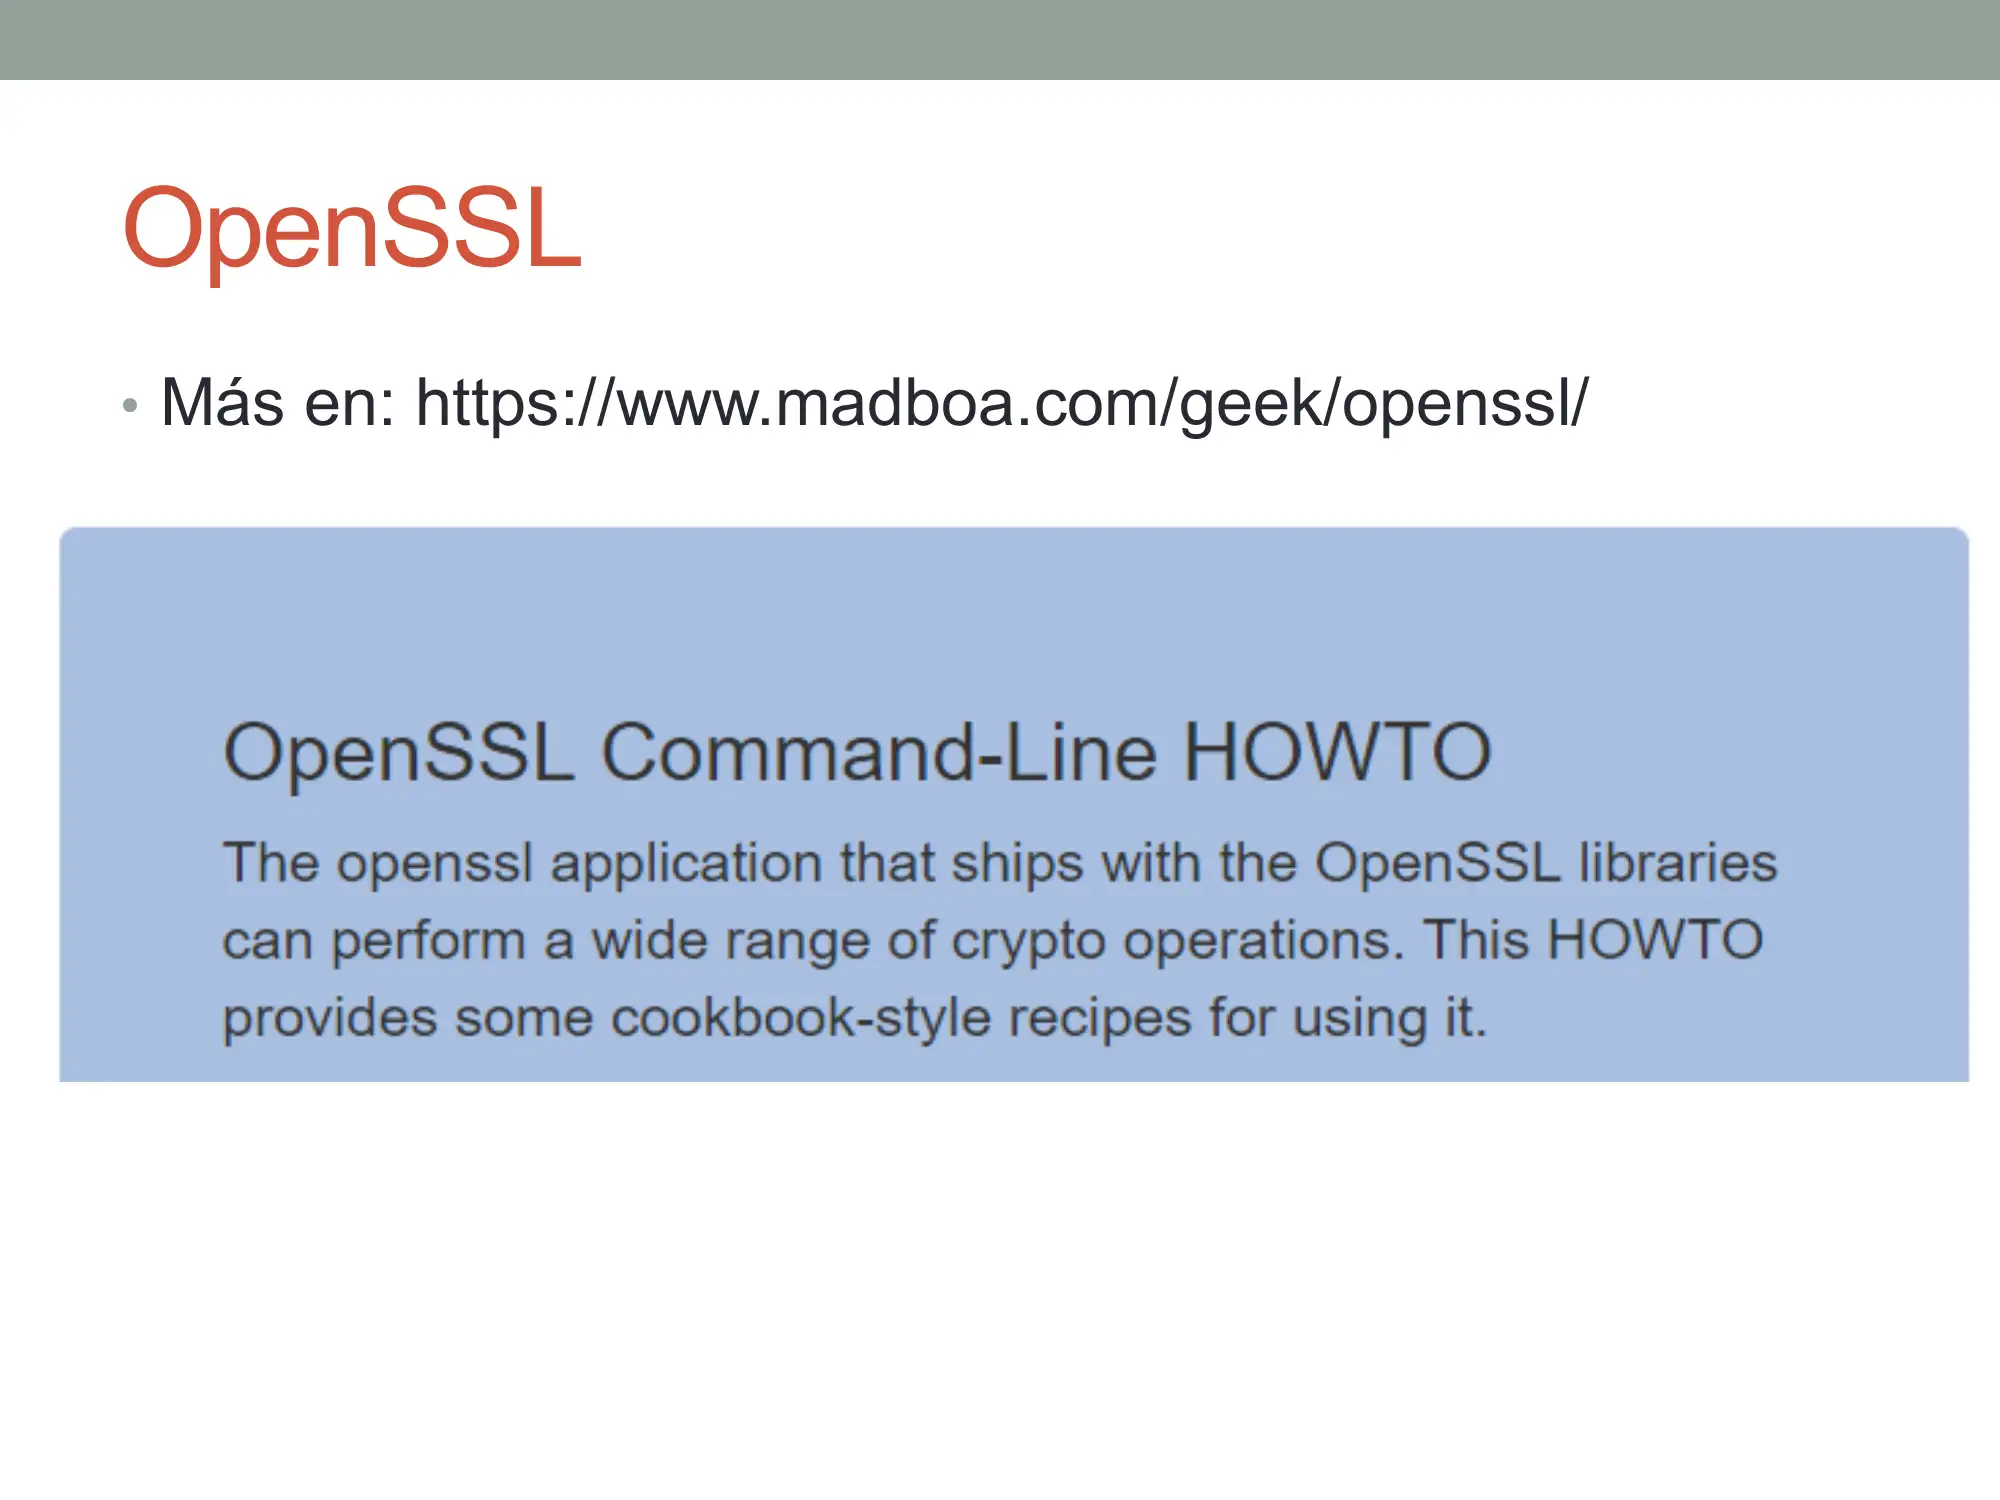 OpenSSL
• Más en: https://www.madboa.com/geek/openssl/
OpenSSL Command-Line HOWTO
The openssl application that ships with the OpenSSL libraries
can perform a wide range of crypto operations. This HOWTO
provides some cookbook-style recipes for using it.